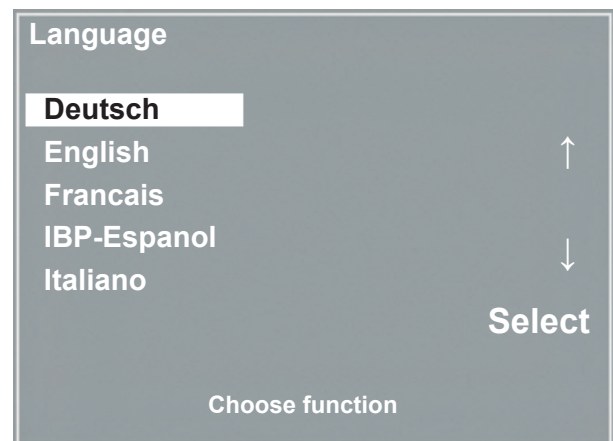 Language
Deutsch
English
↑
Francais
IBP-Espanol
↓
Italiano
Select
Choose function